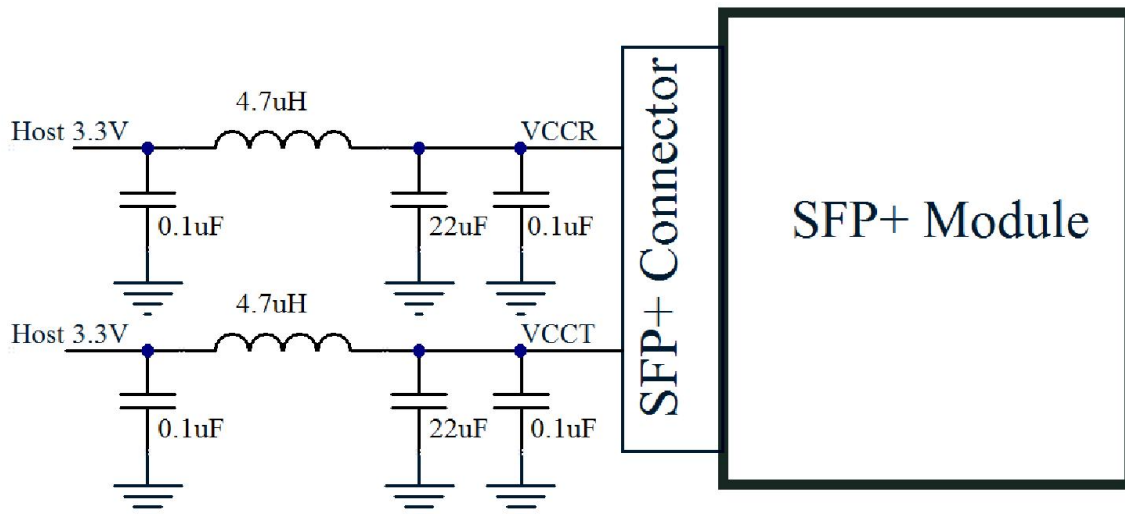 4.7uH
Host 3.3V
VCCR
0.1uF
22uF
0.1uF
4.7uH
Host 3.3V
VCCT
0.1uF
22uF
0.1uF
SFP+ Connector
SFP+ Module